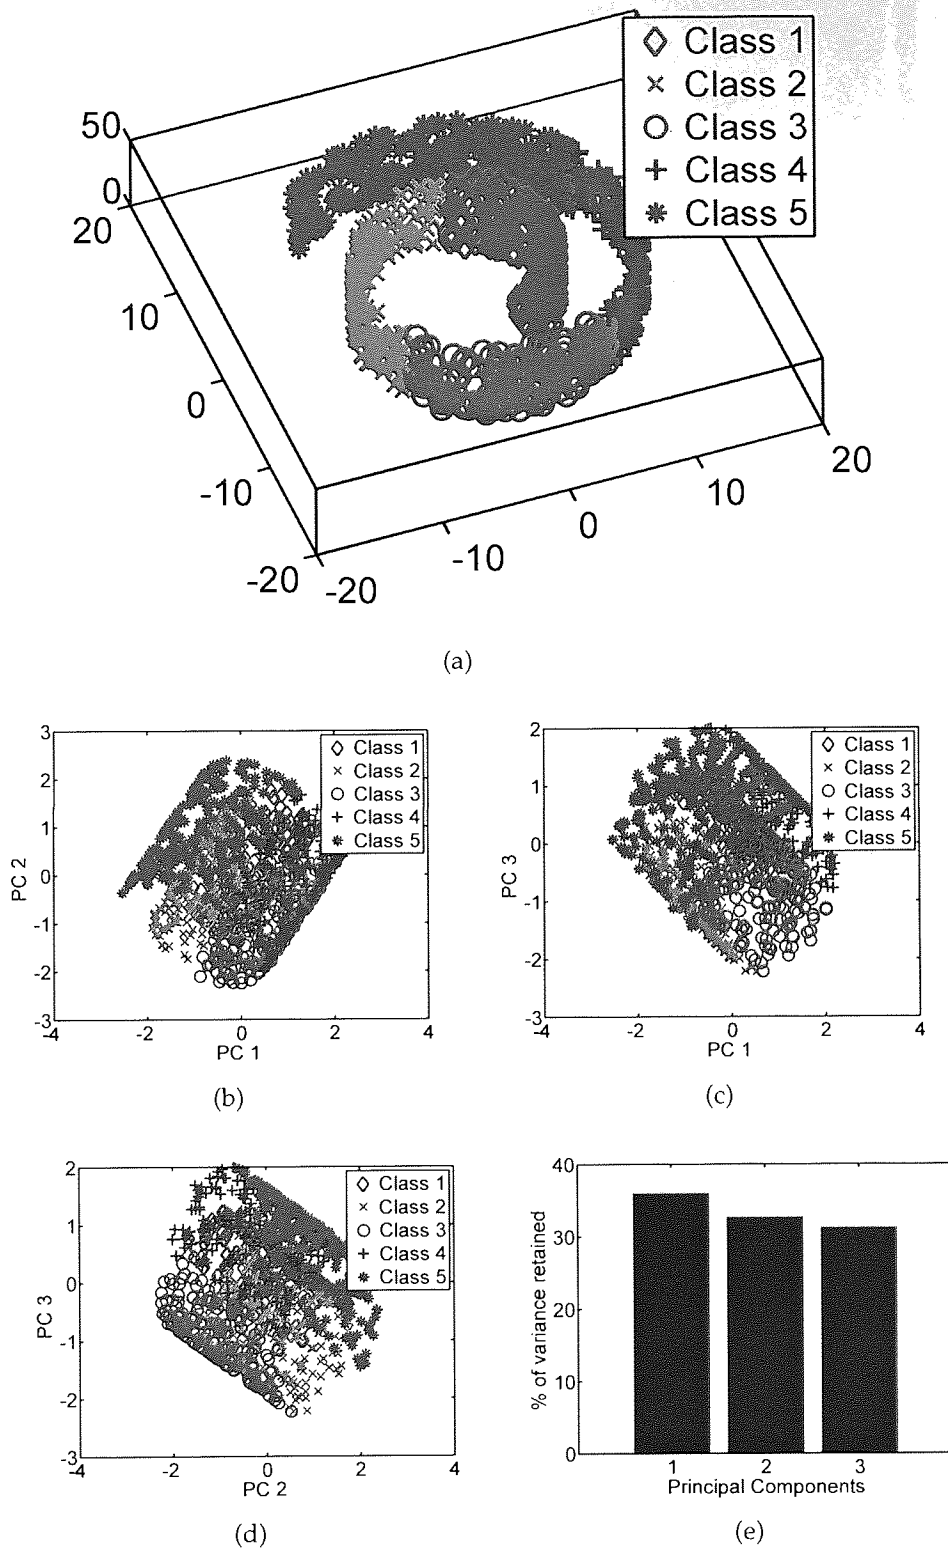 Class 1
Class 2
Class 3
Class 4
Class 5
50
0
20
10
0
-10
-20
-20
-10
0
10
20
(a)
3
2
1
0
-1
-2
-3
-4
-2
0
2
4
PC 2
PC 1
Class 1
Class 2
Class 3
Class 4
Class 5
(b)
2
1
0
-1
-2
-3
-4
-2
0
2
4
PC 3
PC 1
Class 1
Class 2
Class 3
Class 4
Class 5
(c)
2
1
0
-1
-2
-3
-4
-2
0
2
4
PC 3
PC 2
Class 1
Class 2
Class 3
Class 4
Class 5
(d)
40
30
20
10
0
% of variance retained
1
2
3
Principal Components
(e)